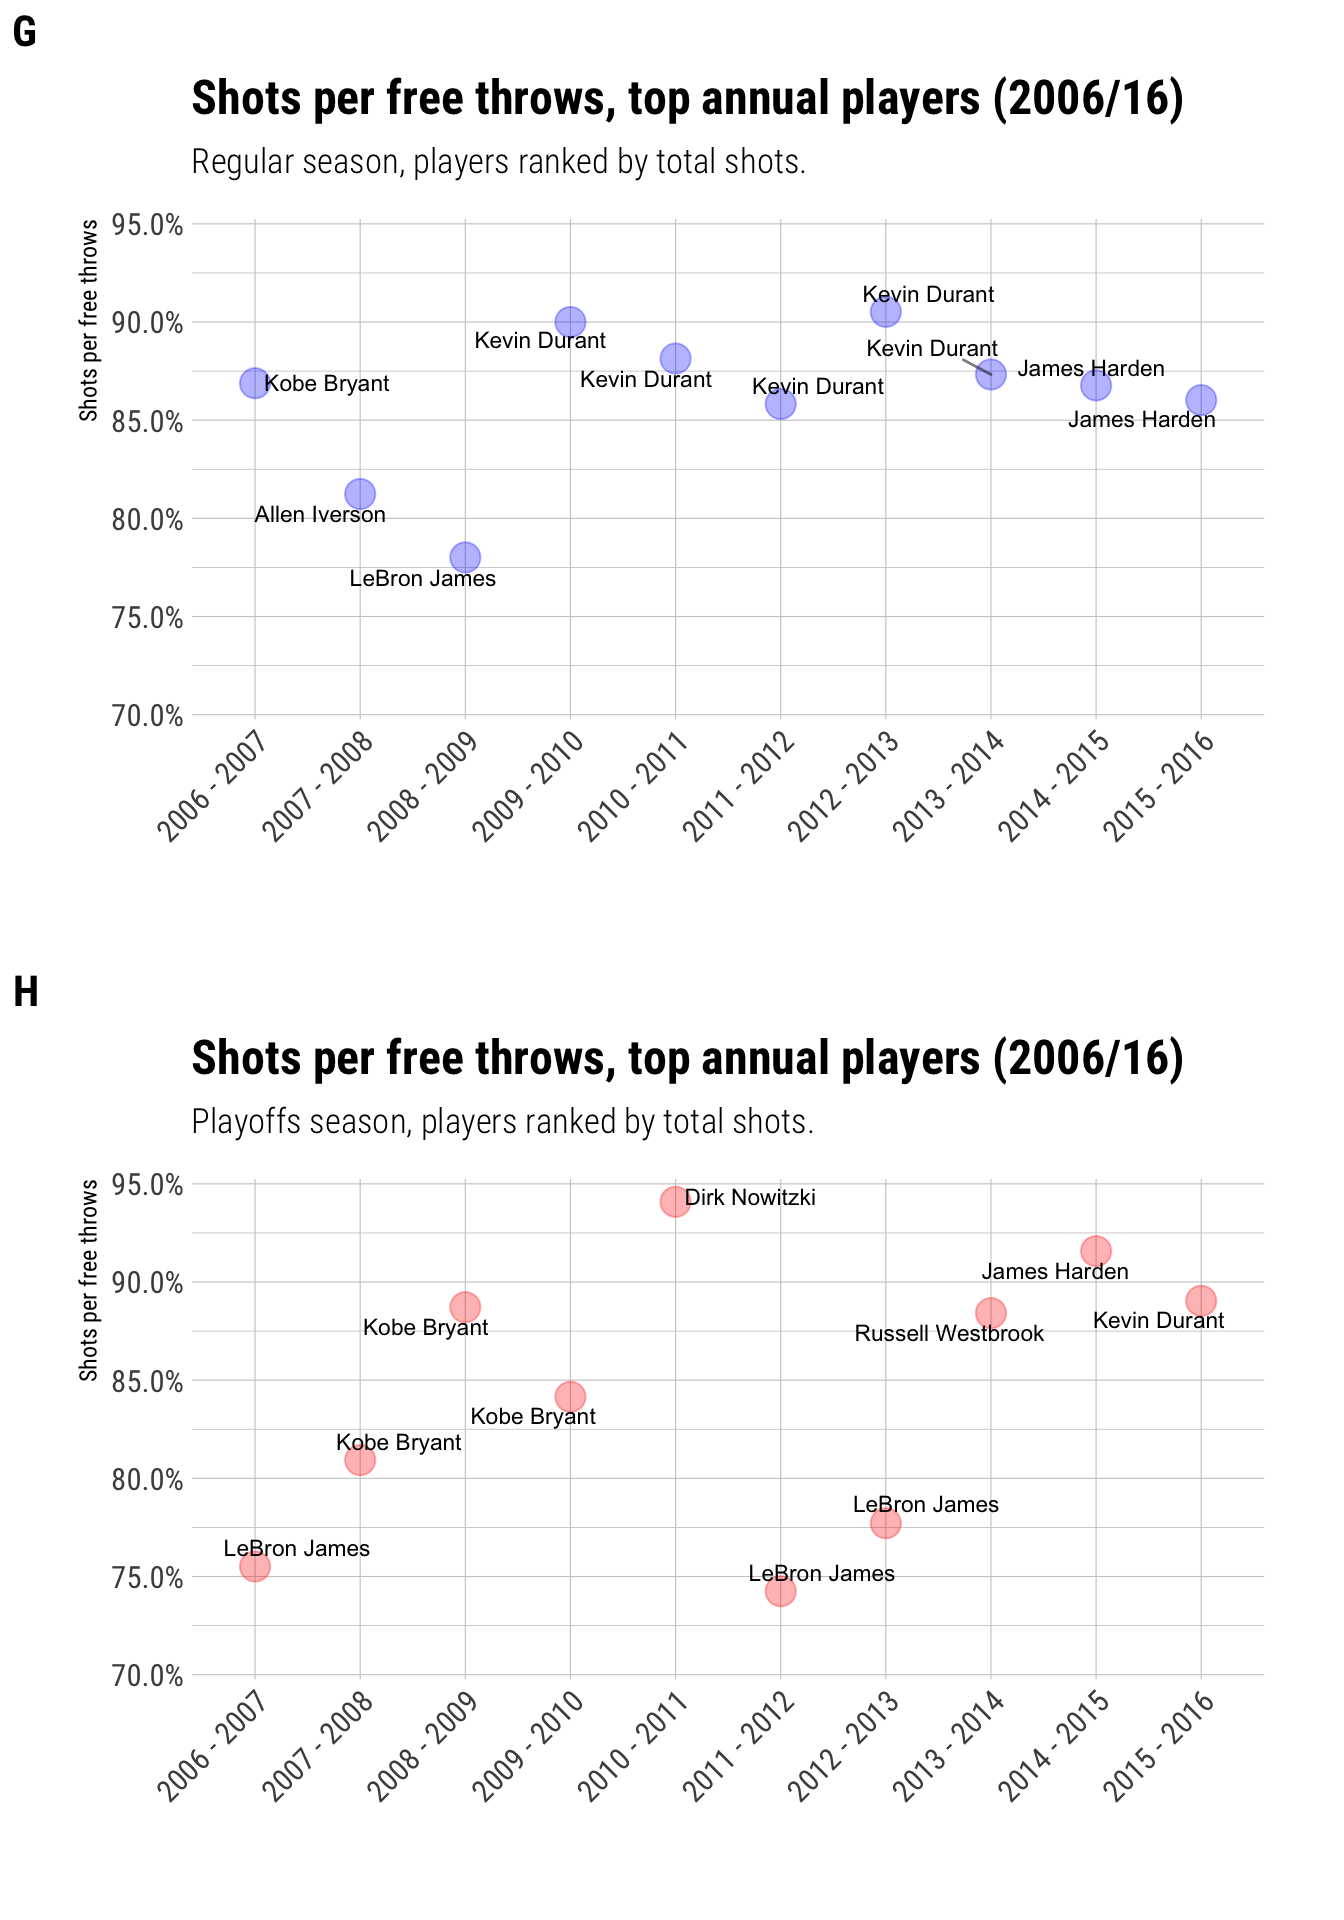 G
Shots per free throws, top annual players (2006/16)
Regular season, players ranked by total shots.
Shots per free throws
95.0%
90.0%
85.0%
80.0%
75.0%
70.0%
Kevin Durant
Kevin Durant
Kevin Durant
James Harden
Kevin Durant
Kobe Bryant
Kevin Durant
James Harden
Allen Iverson
LeBron James
2006 - 2007
2007 - 2008
2008 - 2009
2009 - 2010
2010 - 2011
2011 - 2012
2012 - 2013
2013 - 2014
2014 - 2015
2015 - 2016
H
Shots per free throws, top annual players (2006/16)
Playoffs season, players ranked by total shots.
Shots per free throws
95.0%
90.0%
85.0%
80.0%
75.0%
70.0%
Dirk Nowitzki
James Harden
Kevin Durant
Kobe Bryant
Russell Westbrook
Kobe Bryant
Kobe Bryant
LeBron James
LeBron James
LeBron James
2006 - 2007
2007 - 2008
2008 - 2009
2009 - 2010
2010 - 2011
2011 - 2012
2012 - 2013
2013 - 2014
2014 - 2015
2015 - 2016